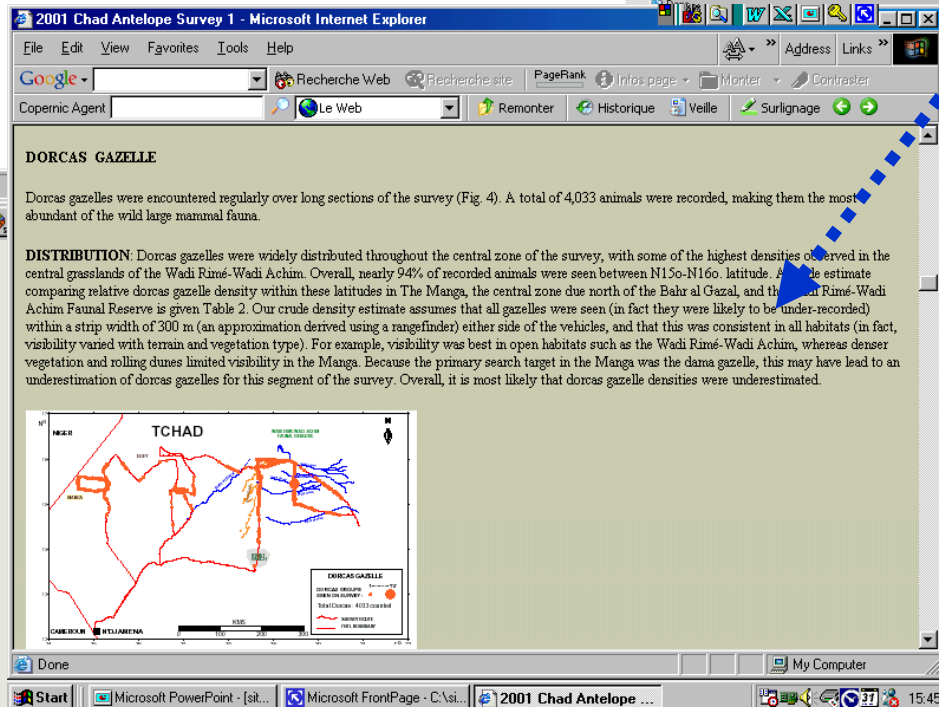 2001 Chad Antelope Survey 1 - Microsoft Internet Explorer
File Edit View Favorites Tools Help
» Address Links »
Google Recherche Web Recherche site PageRank Infos page Monter Contraster
Copernic Agent Le Web Remonter Historique Veille Surlignage
DORCAS GAZELLE
Dorcas gazelles were encountered regularly over long sections of the survey (Fig. 4). A total of 4,033 animals were recorded, making them the most
abundant of the wild large mammal fauna.
DISTRIBUTION: Dorcas gazelles were widely distributed throughout the central zone of the survey, with some of the highest densities observed in the
central grasslands of the Wadi Rimé-Wadi Achim. Overall, nearly 94% of recorded animals were seen between N15o-N16o. latitude. A crude estimate
comparing relative dorcas gazelle density within these latitudes in The Manga, the central zone due north of the Bahr al Gazal, and the Wadi Rimé-Wadi
Achim Faunal Reserve is given Table 2. Our crude density estimate assumes that all gazelles were seen (in fact they were likely to be under-recorded)
within a strip width of 300 m (an approximation derived using a rangefinder) either side of the vehicles, and that this was consistent in all habitats (in fact,
visibility varied with terrain and vegetation type). For example, visibility was best in open habitats such as the Wadi Rimé-Wadi Achim, whereas denser
vegetation and rolling dunes limited visibility in the Manga. Because the primary search target in the Manga was the dama gazelle, this may have lead to an
underestimation of dorcas gazelles for this segment of the survey. Overall, it is most likely that dorcas gazelle densities were underestimated.
NIGER TCHAD N
MANGA
DORCAS GAZELLE
DORCAS GROUPS
SEEN ON SURVEY:
Total Dorcas: 4033 counted
SURVEY ROUTE
CAMEROUN N'DJAMENA
KMS
0 100 200 300
Done My Computer
Start Microsoft PowerPoint - [sit... Microsoft FrontPage - C:\si... 2001 Chad Antelope ... 15:45